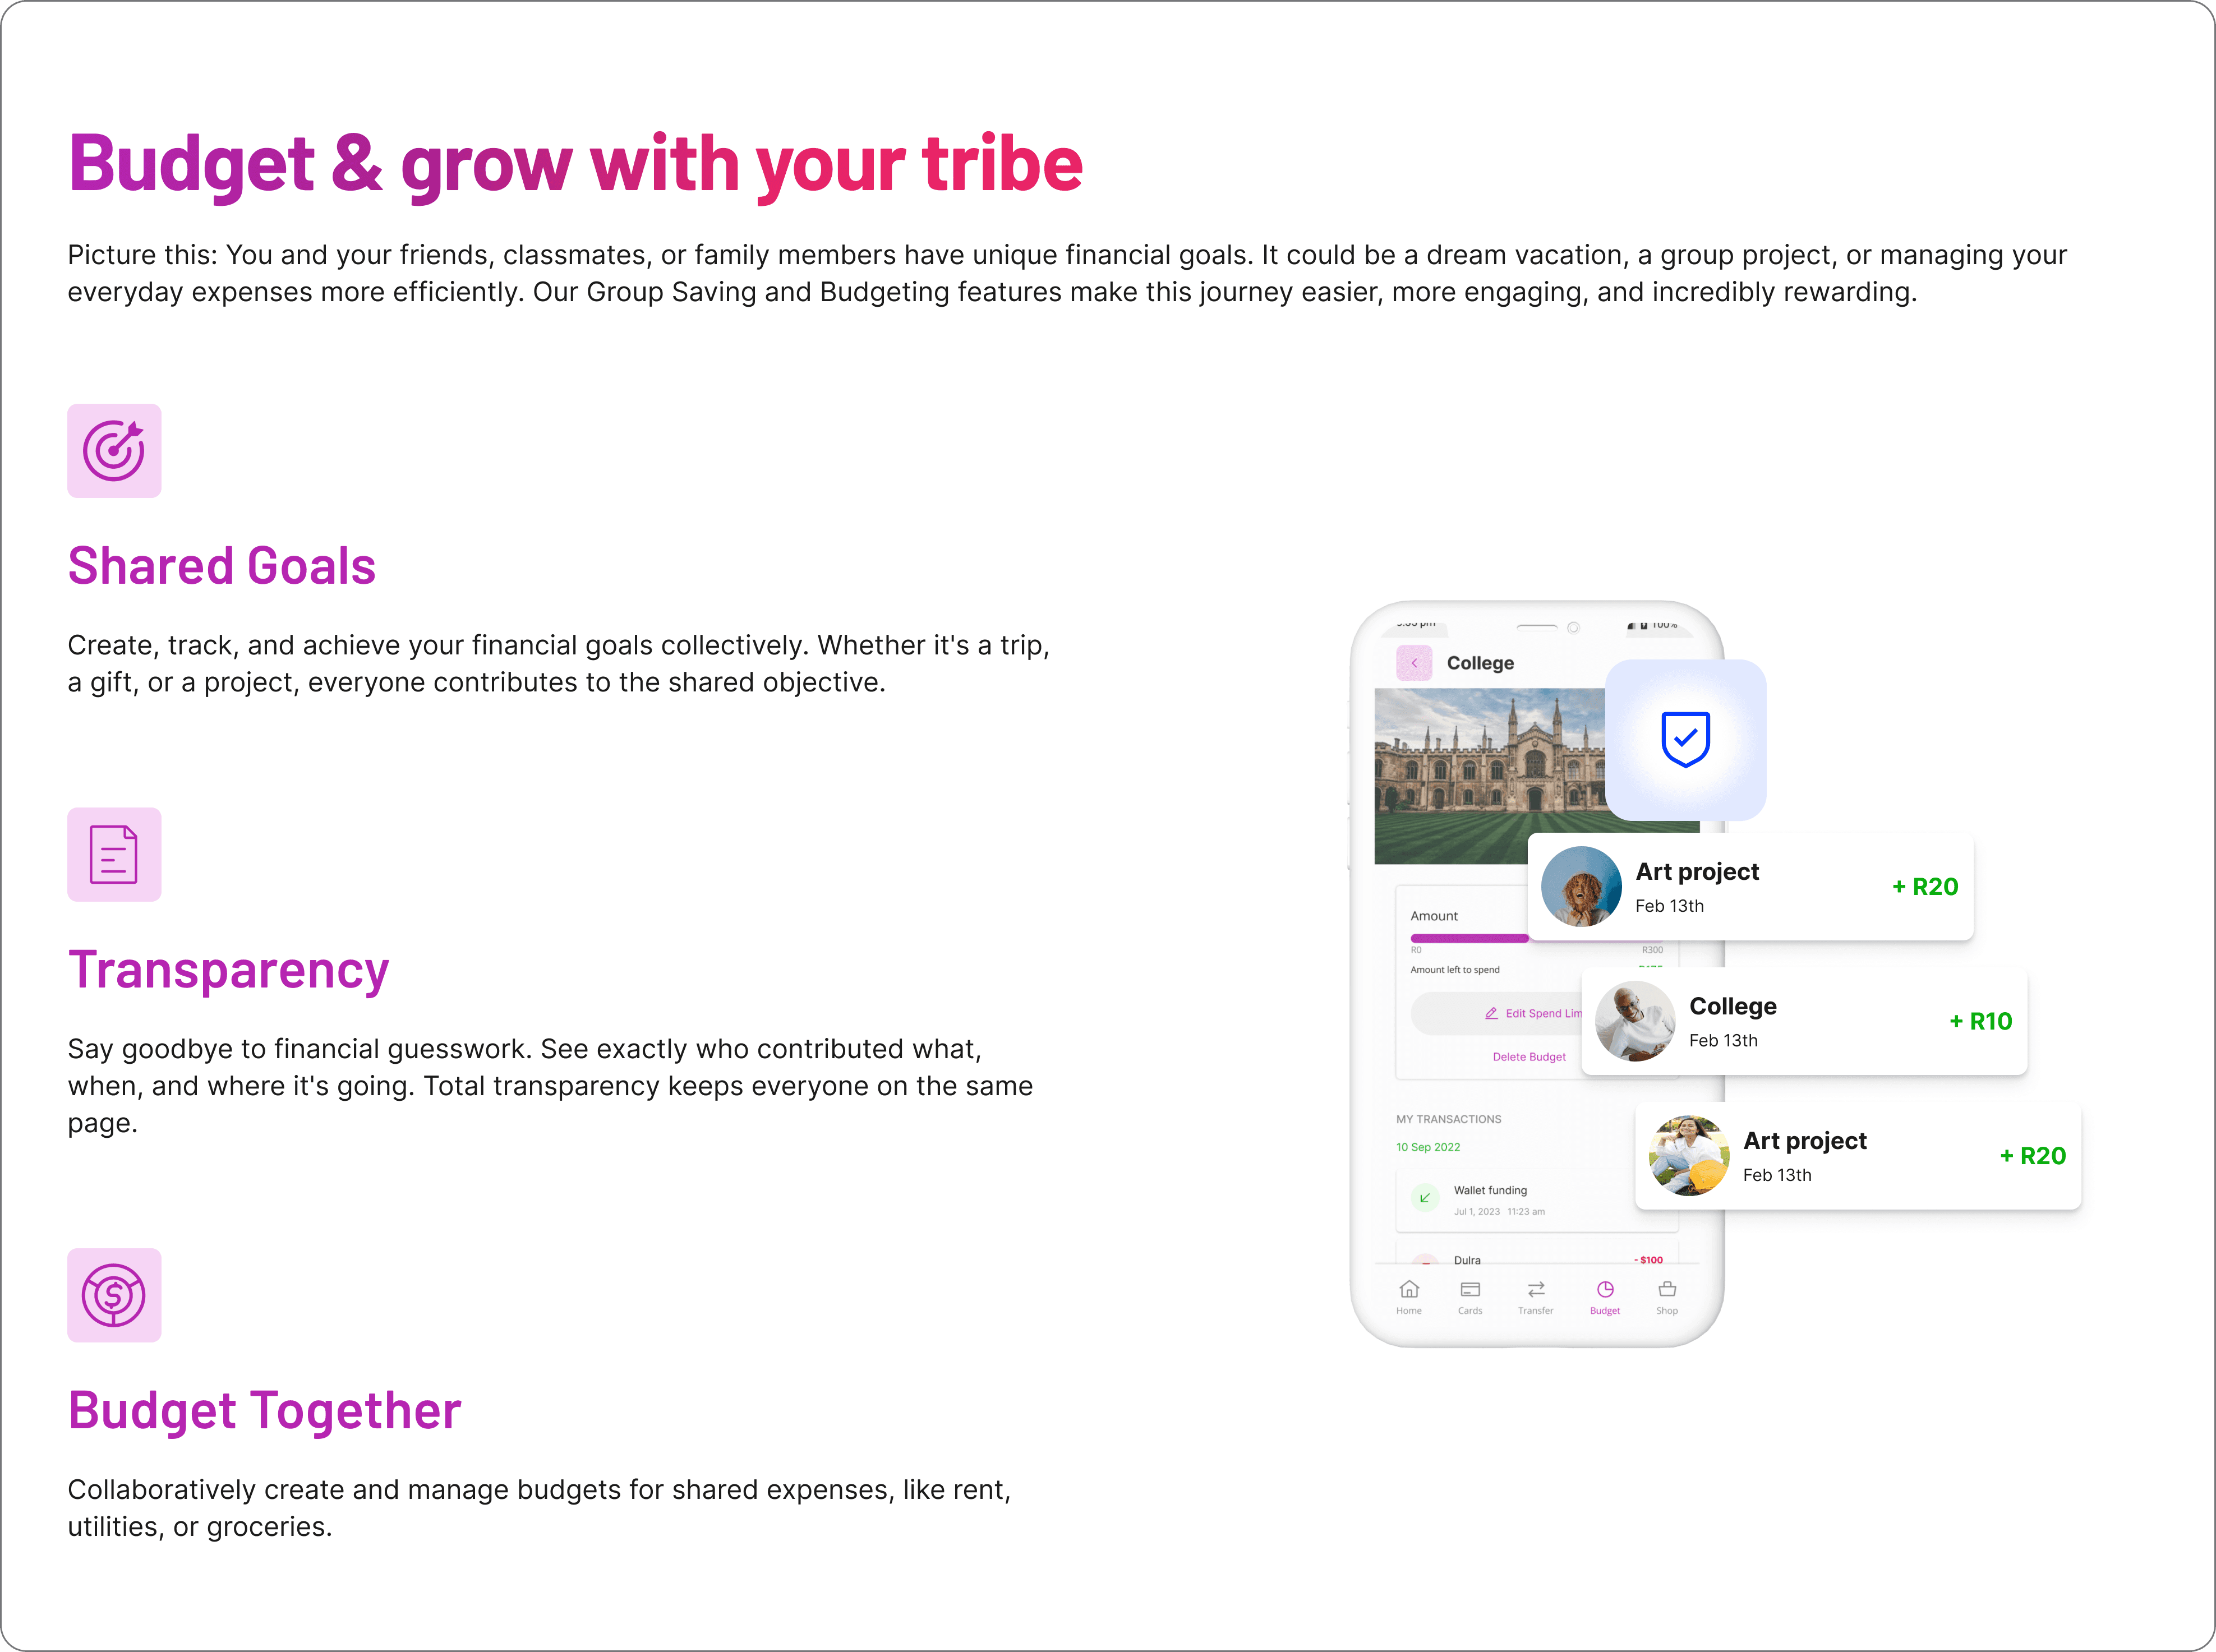 Budget & grow with your tribe
Picture this: You and your friends, classmates, or family members have unique financial goals. It could be a dream vacation, a group project, or managing your
everyday expenses more efficiently. Our Group Saving and Budgeting features make this journey easier, more engaging, and incredibly rewarding.
Shared Goals
Create, track, and achieve your financial goals collectively. Whether it's a trip,
a gift, or a project, everyone contributes to the shared objective.
Transparency
Say goodbye to financial guesswork. See exactly who contributed what,
when, and where it's going. Total transparency keeps everyone on the same
page.
Budget Together
Collaboratively create and manage budgets for shared expenses, like rent,
utilities, or groceries.
pm 100%
College
Art project
Feb 13th
+ R20
Amount
R0 R300
Amount left to spend
College
Feb 13th
+ R10
Edit Spend Lim
Delete Budget
Art project
Feb 13th
+ R20
MY TRANSACTIONS
10 Sep 2022
Wallet funding
Jul 1, 2023 11:23 am
Dulra - $100
Home Cards Transfer Budget Shop